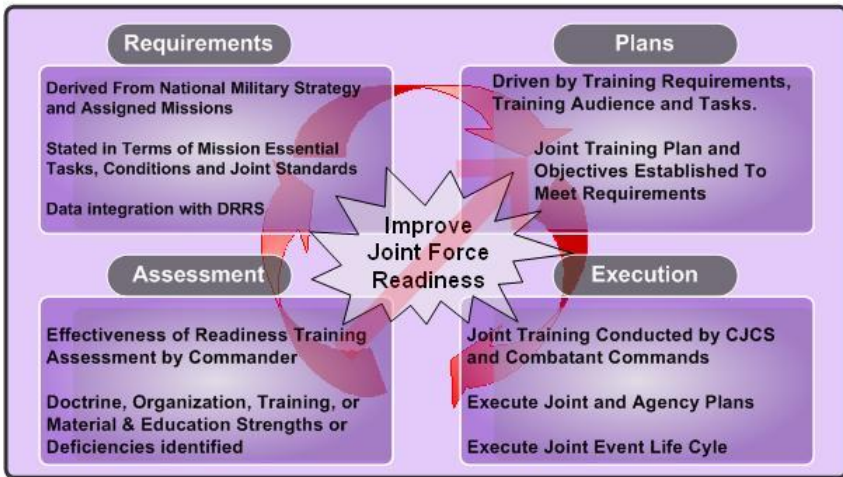 Requirements
Derived From National Military Strategy
and Assigned Missions
Stated in Terms of Mission Essential
Tasks, Conditions and Joint Standards
Data integration with DRRS
Plans
Driven by Training Requirements,
Training Audience and Tasks.
Joint Training Plan and
Objectives Established To
Meet Requirements
Improve
Joint Force
Readiness
Assessment
Effectiveness of Readiness Training
Assessment by Commander
Doctrine, Organization, Training, or
Material & Education Strengths or
Deficiencies identified
Execution
Joint Training Conducted by CJCS
and Combatant Commands
Execute Joint and Agency Plans
Execute Joint Event Life Cyle